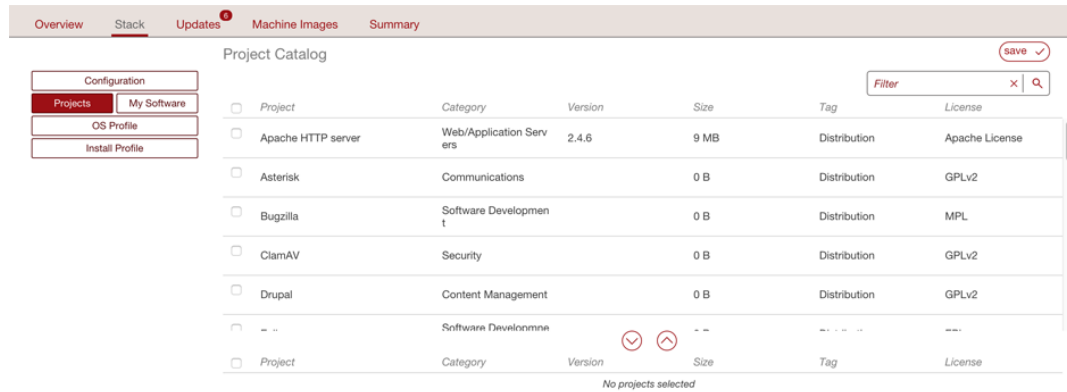 Overview Stack Updates 6 Machine Images Summary
Project Catalog
save
Configuration
Projects My Software
OS Profile
Install Profile
Filter
Project Category Version Size Tag License
Apache HTTP server Web/Application Serv
ers 2.4.6 9 MB Distribution Apache License
Asterisk Communications 0 B Distribution GPLv2
Bugzilla Software Developmen
t 0 B Distribution MPL
ClamAV Security 0 B Distribution GPLv2
Drupal Content Management 0 B Distribution GPLv2
Software Developmne
Project Category Version Size Tag License
No projects selected